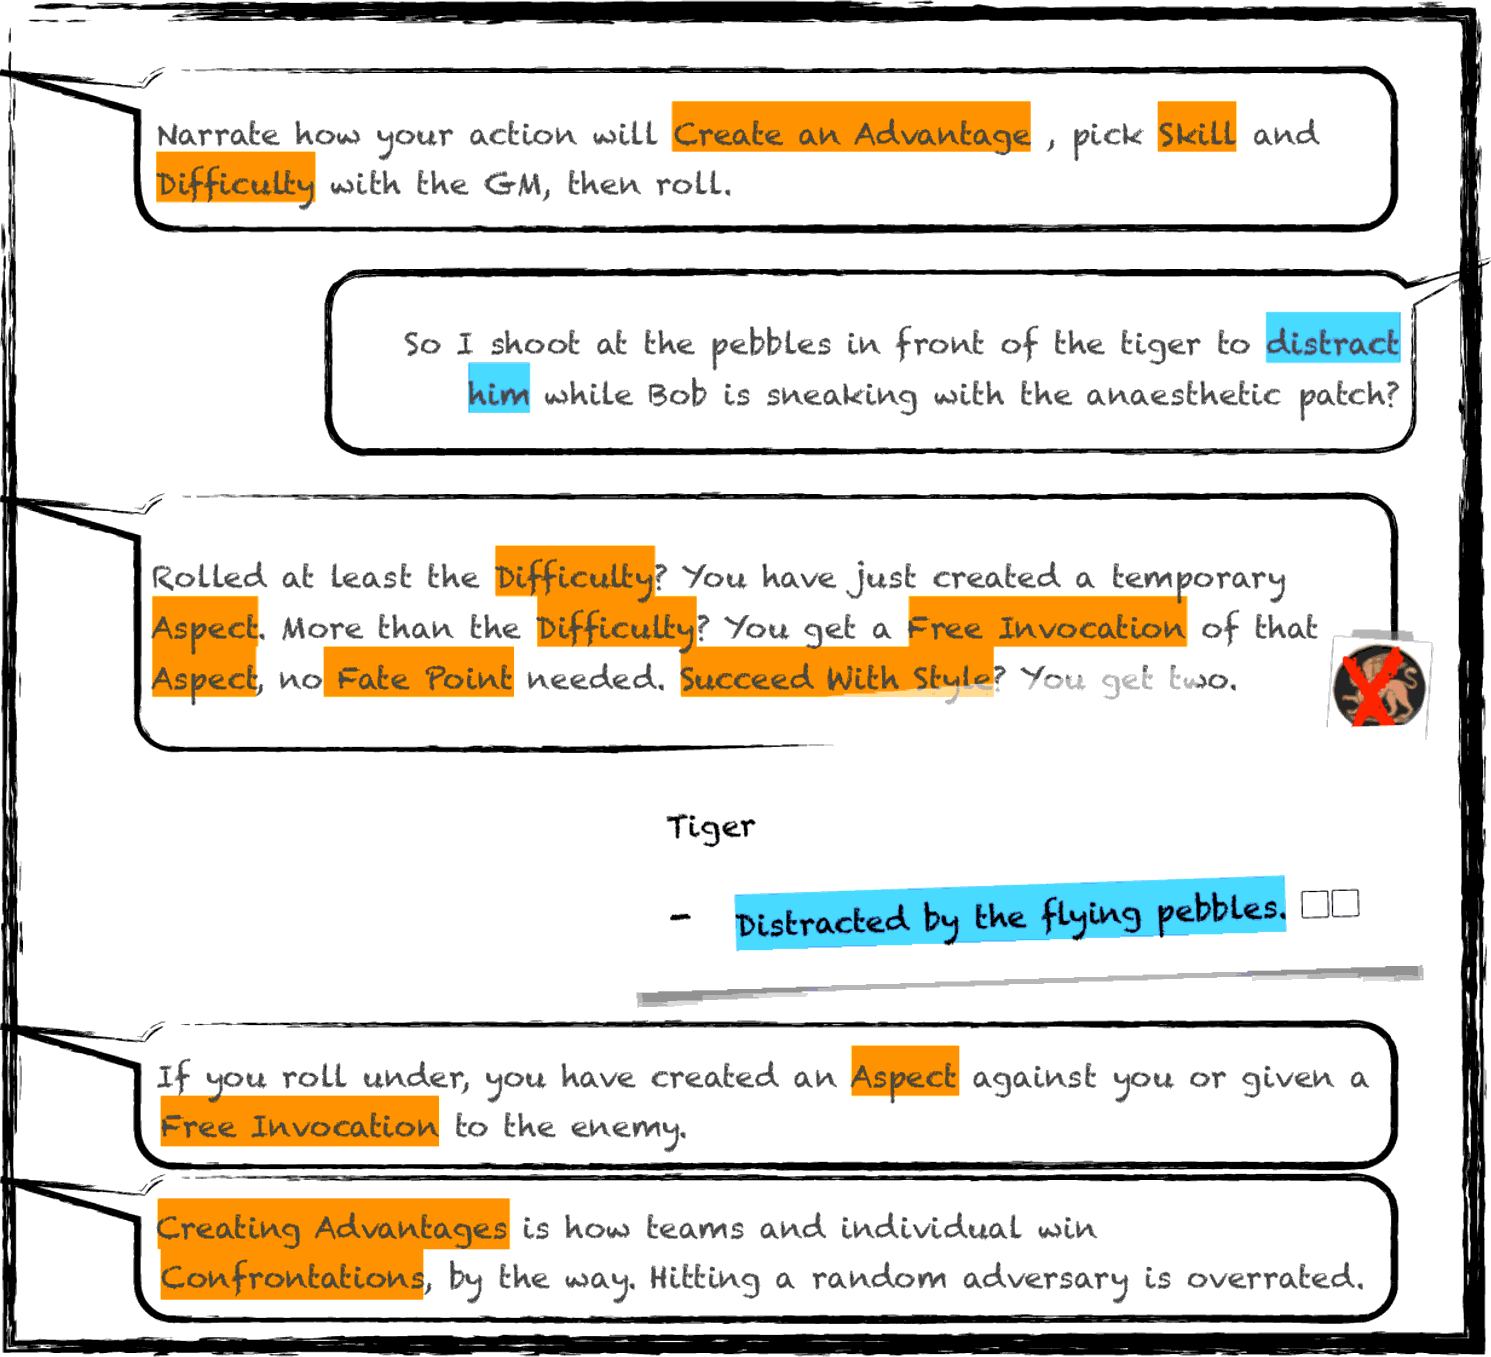 Narrate how your action will Create an Advantage , pick Skill and
Difficulty with the GM, then roll.
So I shoot at the pebbles in front of the tiger to distract
him while Bob is sneaking with the anaesthetic patch?
Rolled at least the Difficulty? You have just created a temporary
Aspect. More than the Difficulty? You get a Free Invocation of that
Aspect, no Fate Point needed. Succeed With Style? You get two.
Tiger
- Distracted by the flying pebbles. □□
If you roll under, you have created an Aspect against you or given a
Free Invocation to the enemy.
Creating Advantages is how teams and individual win
Confrontations, by the way. Hitting a random adversary is overrated.